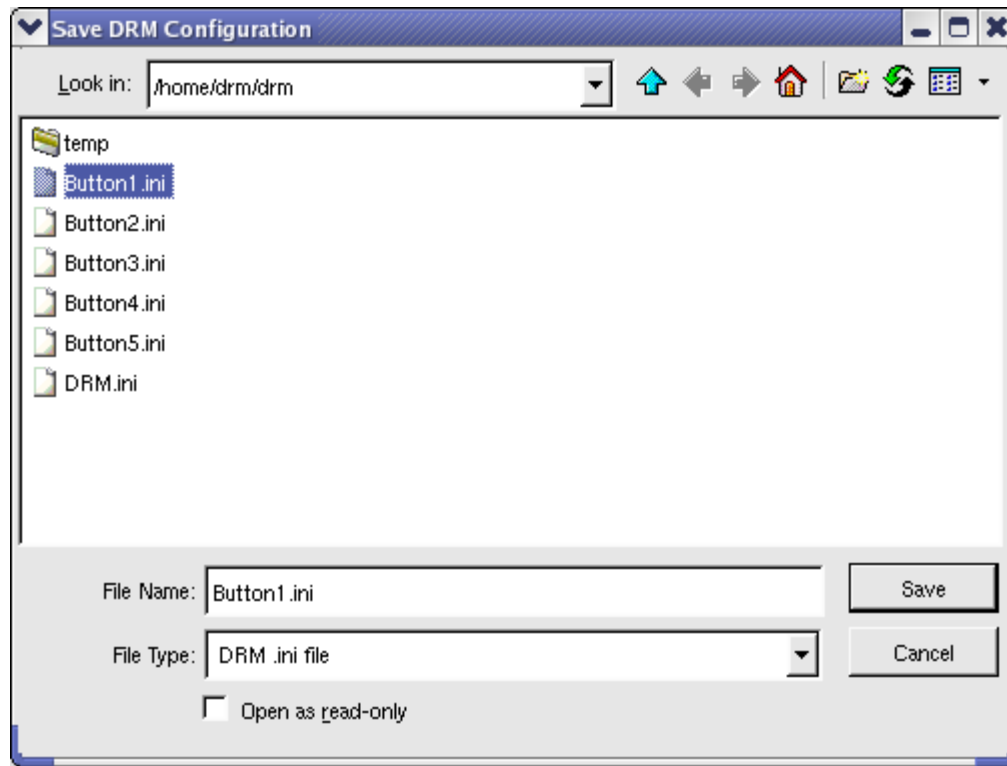 Save DRM Configuration
Look in: /home/drm/drm
temp
Button1.ini
Button2.ini
Button3.ini
Button4.ini
Button5.ini
DRM.ini
File Name: Button1.ini Save
File Type: DRM .ini file Cancel
Open as read-only